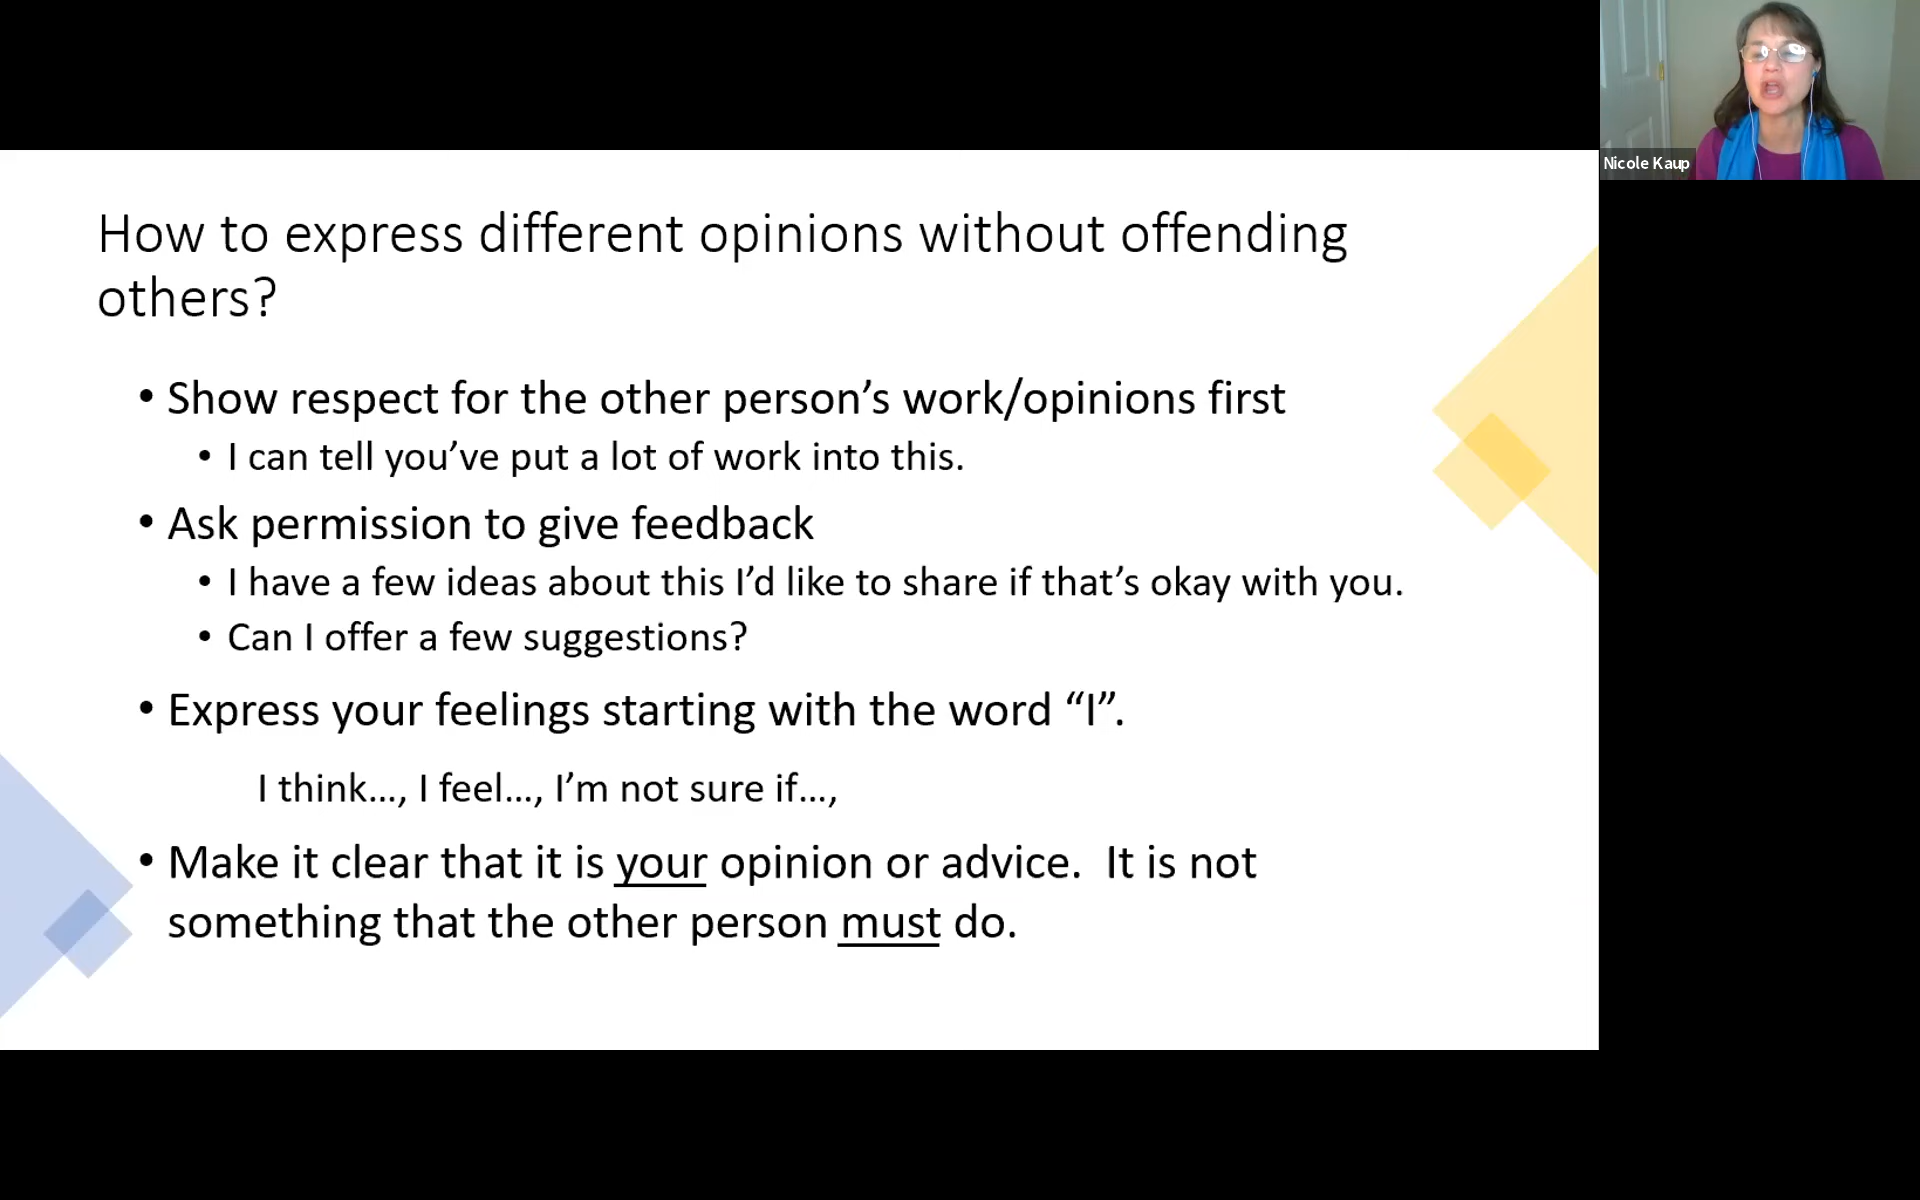 How to express different opinions without offending
others?
• Show respect for the other person’s work/opinions first
• I can tell you’ve put a lot of work into this.
• Ask permission to give feedback
• I have a few ideas about this I’d like to share if that’s okay with you.
• Can I offer a few suggestions?
• Express your feelings starting with the word “I”.
I think…, I feel…, I’m not sure if…,
• Make it clear that it is your opinion or advice.  It is not
something that the other person must do.
Nicole Kaup